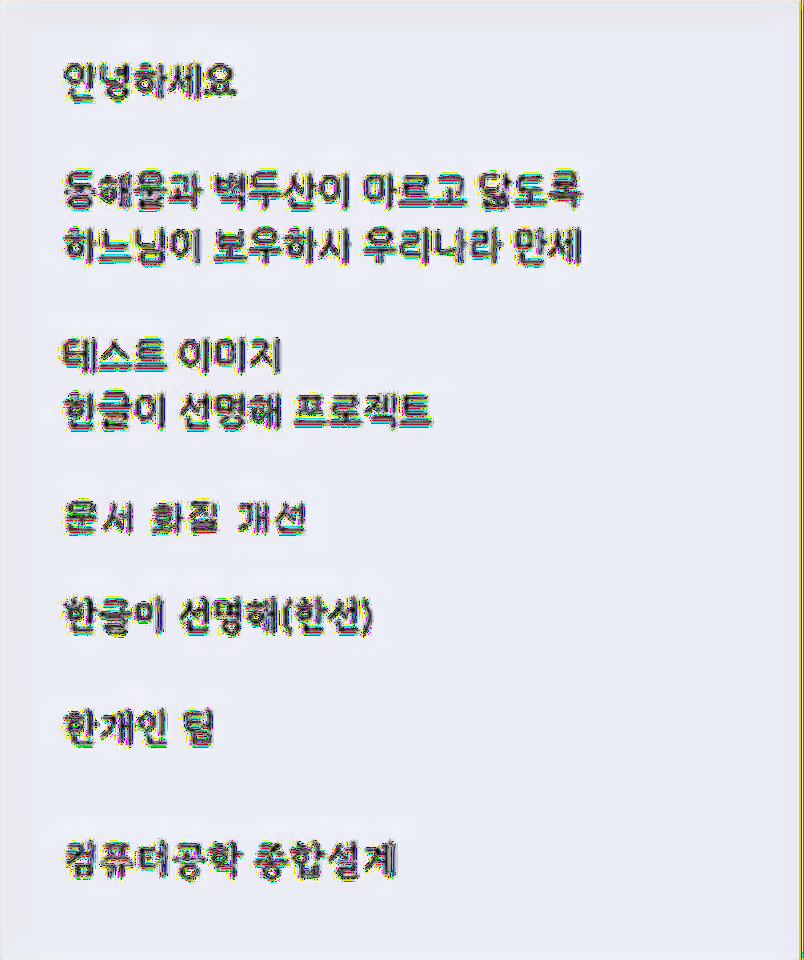 안녕하세요
동해물과 백두산이 마르고 닳도록
하느님이 보우하사 우리나라 만세
테스트 이미지
한글이 선명해 프로젝트
문서 화질 개선
한글이 선명해(한선)
한개인 팀
컴퓨터공학 종합설계